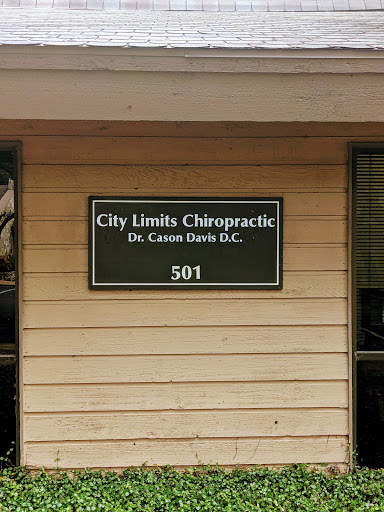 City Limits Chiropractic
Dr. Cason Davis D.C.
501